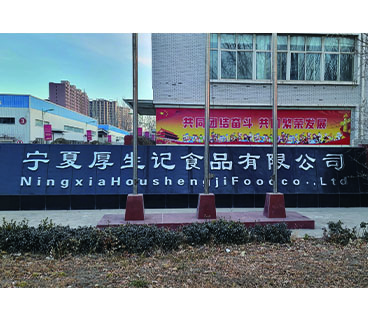 共同团结奋斗 共同繁荣发展
宁夏厚生记食品有限公司
NingxiaHoushengjiFoodco.,Ltd